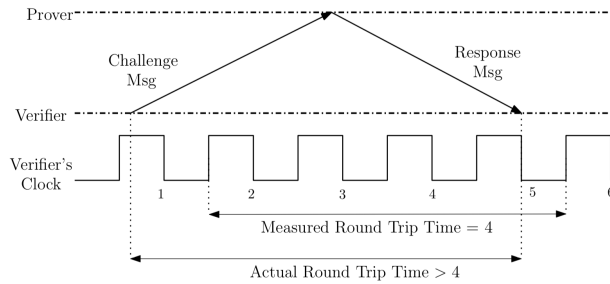 Prover
Challenge
Msg
Response
Msg
Verifier
Verifier's
Clock
1 2 3 4 5 6
Measured Round Trip Time = 4
Actual Round Trip Time > 4